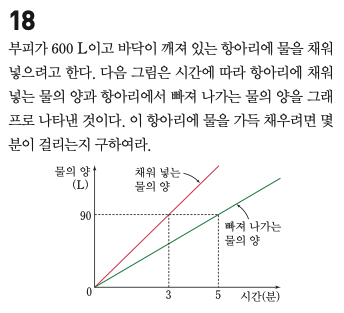 18
부피가 600 L이고 바닥이 깨져 있는 항아리에 물을 채워
넣으려고 한다. 다음 그림은 시간에 따라 항아리에 채워
넣는 물의 양과 항아리에서 빠져 나가는 물의 양을 그래
프로 나타낸 것이다. 이 항아리에 물을 가득 채우려면 몇
분이 걸리는지 구하여라.
물의 양
(L)
채워 넣는
물의 양
90
빠져 나가는
물의 양
0
3
5
시간(분)